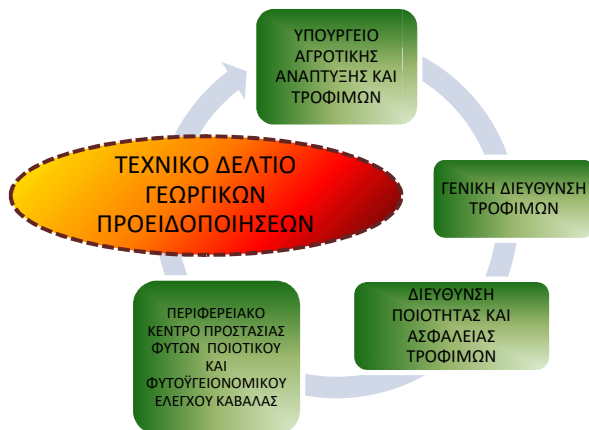 ΥΠΟΥΡΓΕΙΟ
ΑΓΡΟΤΙΚΗΣ
ΑΝΑΠΤΥΞΗΣ ΚΑΙ
ΤΡΟΦΙΜΩΝ
ΤΕΧΝΙΚΟ ΔΕΛΤΙΟ
ΓΕΩΡΓΙΚΩΝ
ΠΡΟΕΙΔΟΠΟΙΗΣΕΩΝ
ΓΕΝΙΚΗ ΔΙΕΥΘΥΝΣΗ
ΤΡΟΦΙΜΩΝ
ΔΙΕΥΘΥΝΣΗ
ΠΟΙΟΤΗΤΑΣ ΚΑΙ
ΑΣΦΑΛΕΙΑΣ
ΤΡΟΦΙΜΩΝ
ΠΕΡΙΦΕΡΕΙΑΚΟ
ΚΕΝΤΡΟ ΠΡΟΣΤΑΣΙΑΣ
ΦΥΤΩΝ ΠΟΙΟΤΙΚΟΥ
ΚΑΙ
ΦΥΤΟΫΓΕΙΟΝΟΜΙΚΟΥ
ΕΛΕΓΧΟΥ ΚΑΒΑΛΑΣ